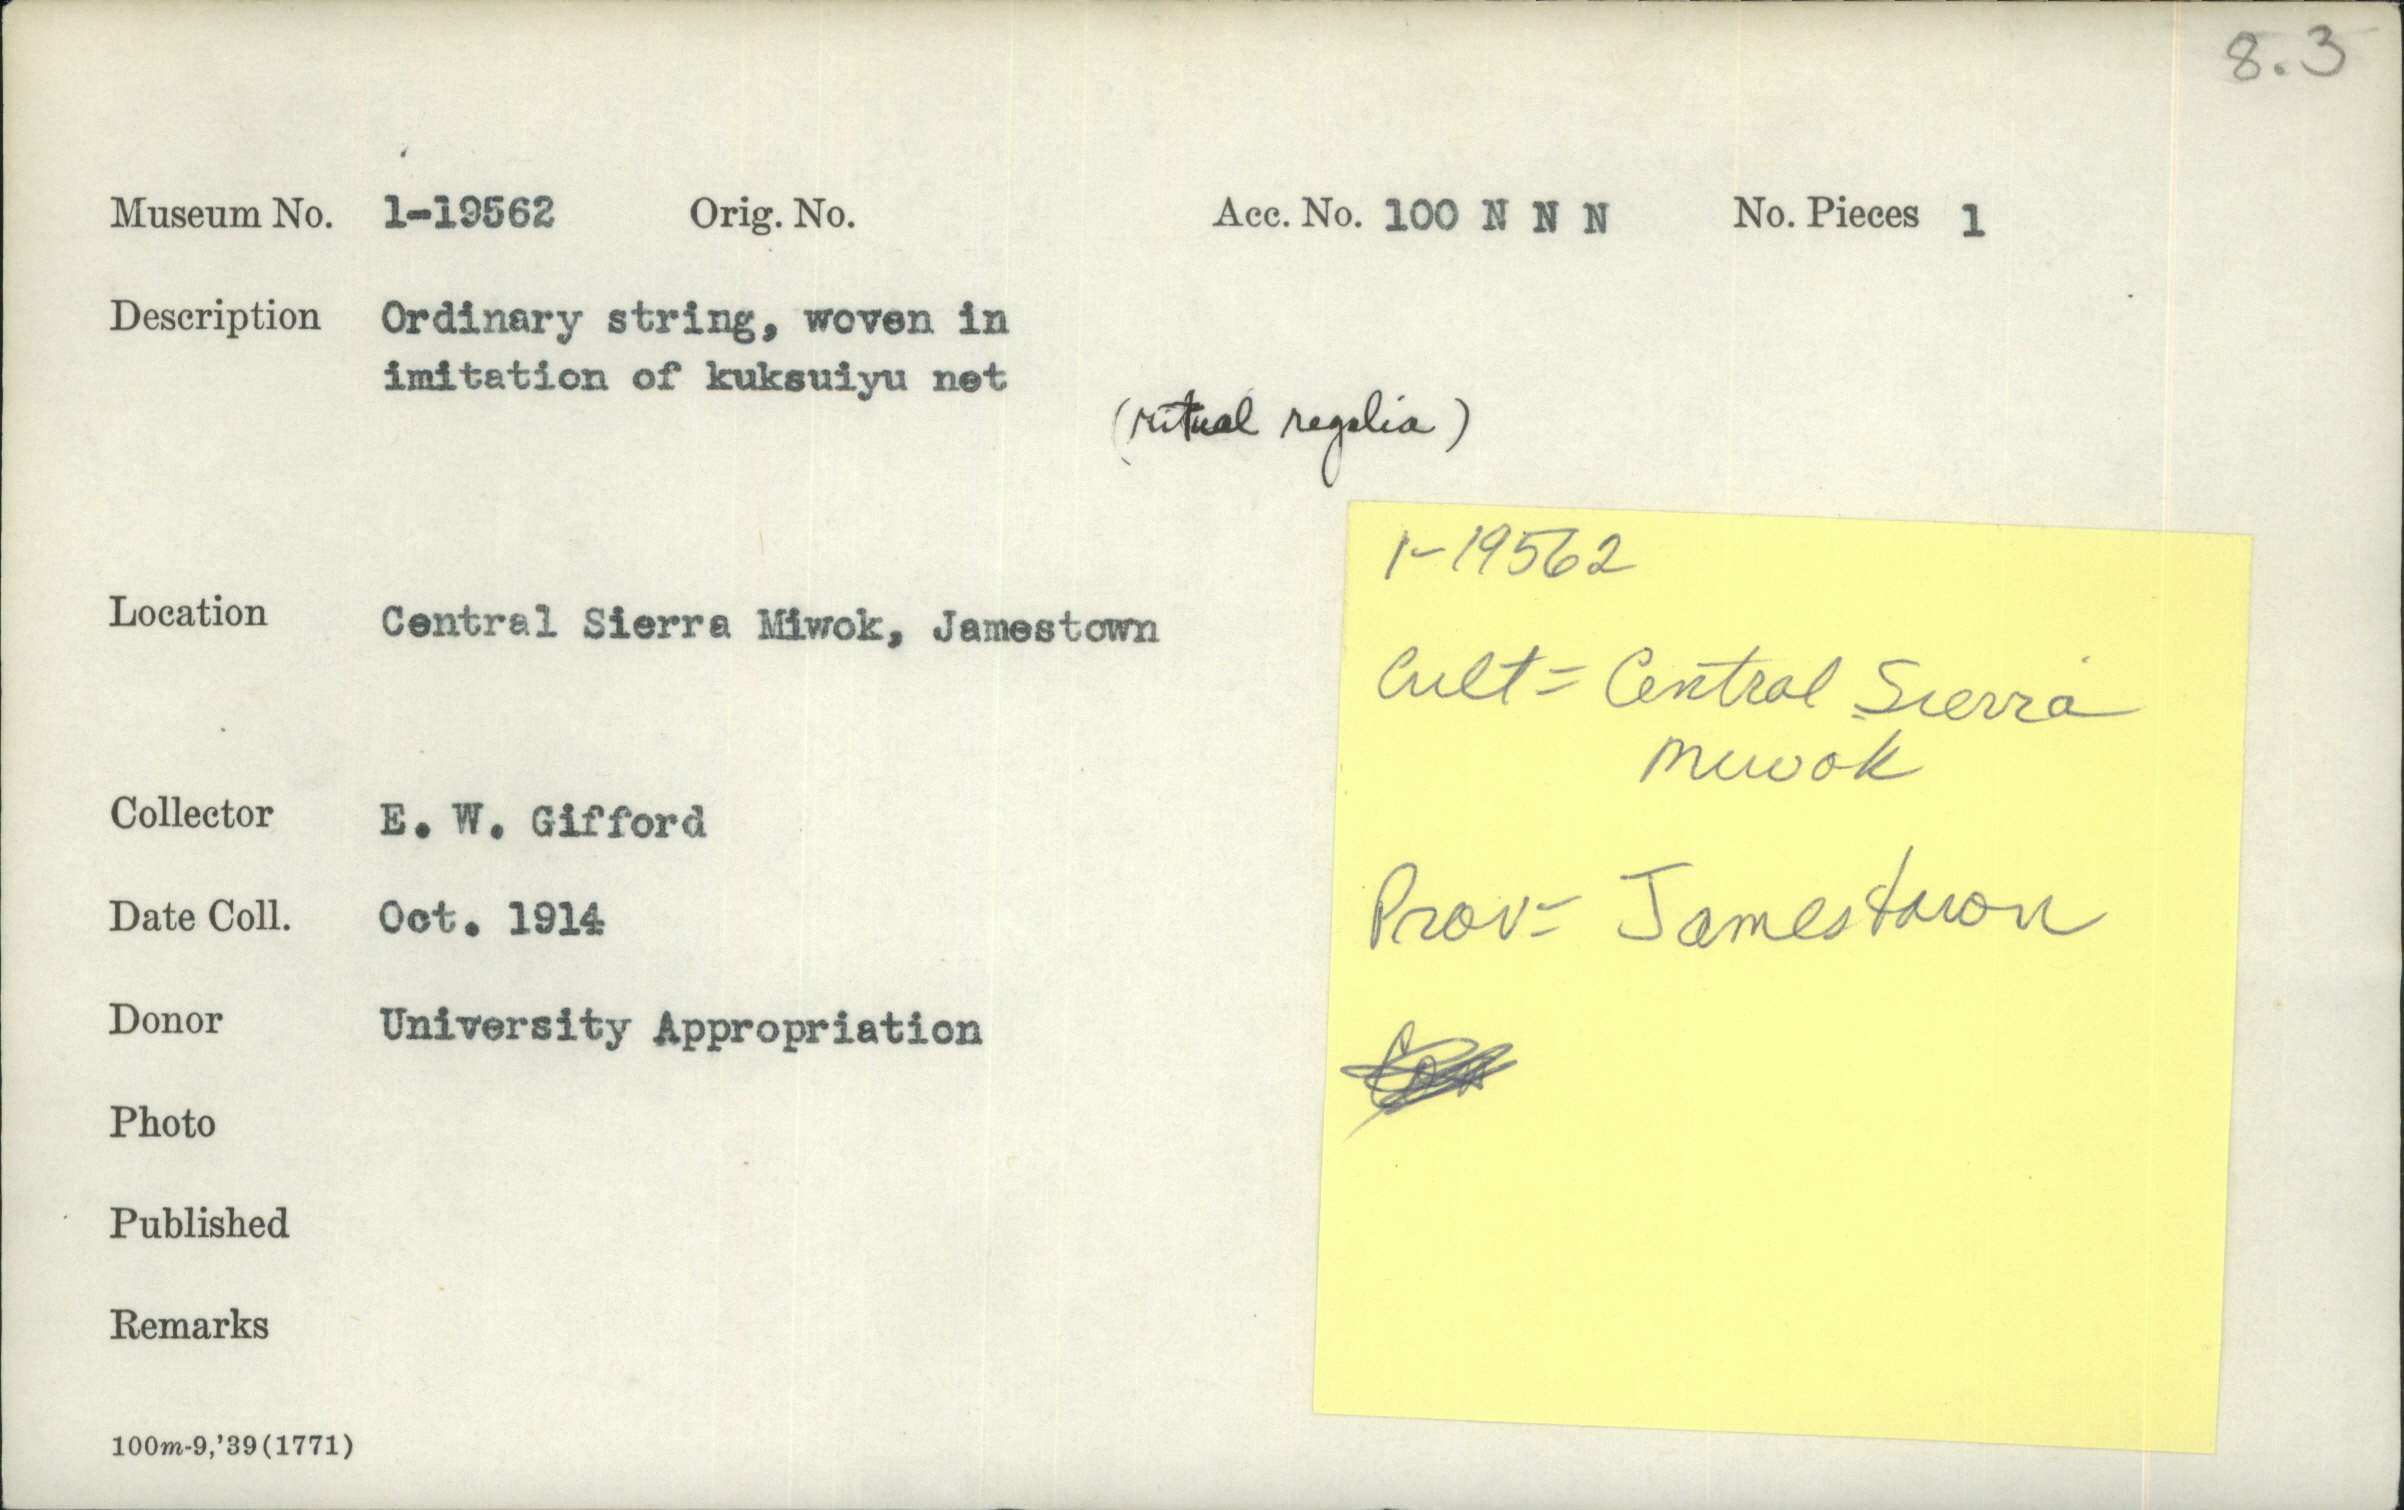 8.3
Museum No. 1-19562 Orig. No. Acc. No. 100 N N N No. Pieces 1
Description Ordinary string, woven in
imitation of kuksuiyu net
(ritual regalia)
Location Central Sierra Miwok, Jamestown
Collector E. W. Gifford
Date Coll. Oct. 1914
Donor University Appropriation
Photo
Published
Remarks
100m-9,'39(1771)
1-19562
Cult = Central Sierra
Miwok
Prov = Jamestown